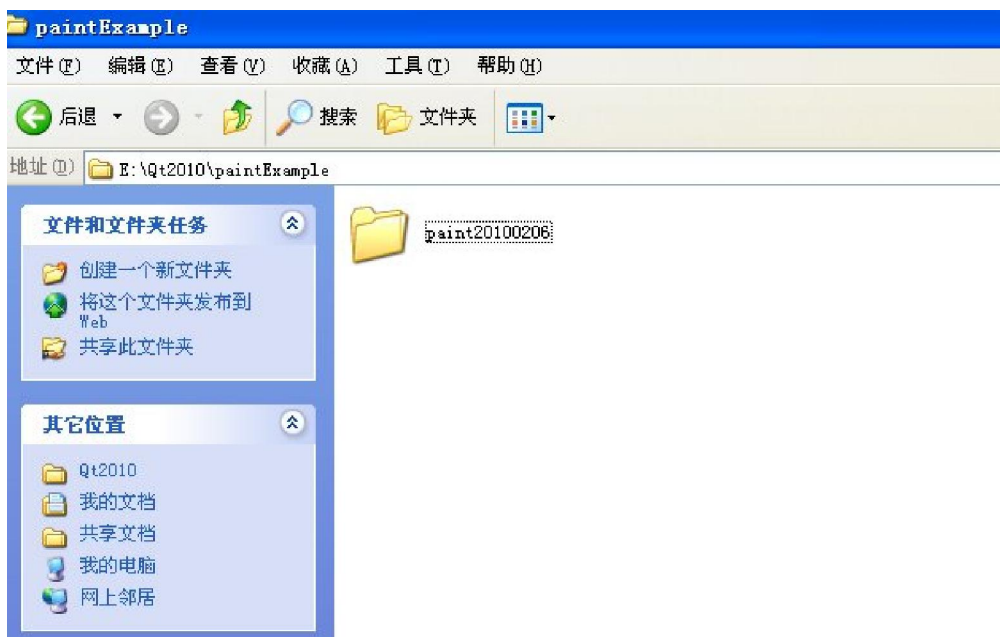 paintExample
文件(F) 编辑(E) 查看(V) 收藏(A) 工具(T) 帮助(H)
后退 搜索 文件夹
地址(D) E:\Qt2010\paintExample
文件和文件夹任务
创建一个新文件夹
将这个文件夹发布到
Web
共享此文件夹
其它位置
Qt2010
我的文档
共享文档
我的电脑
网上邻居
paint20100206